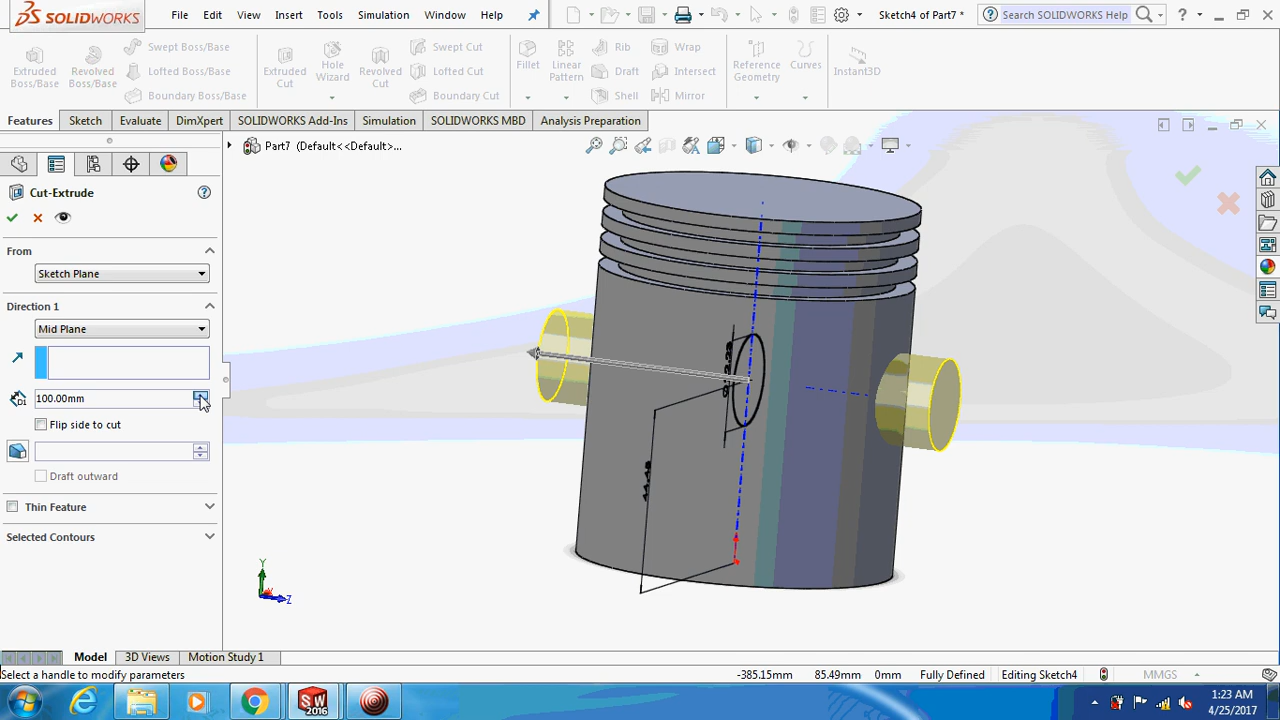 SOLIDWORKS File Edit View Insert Tools Simulation Window Help Sketch4 of Part7 * Search SOLIDWORKS Help ?
Extruded Boss/Base
Revolved Boss/Base
Swept Boss/Base
Lofted Boss/Base
Boundary Boss/Base
Extruded Cut
Hole Wizard
Revolved Cut
Swept Cut
Lofted Cut
Boundary Cut
Fillet
Linear Pattern
Rib
Draft
Shell
Wrap
Intersect
Mirror
Reference Geometry
Curves
Instant3D
Features Sketch Evaluate DimXpert SOLIDWORKS Add-Ins Simulation SOLIDWORKS MBD Analysis Preparation
Part7 (Default<<Default>...
Cut-Extrude
From
Sketch Plane
Direction 1
Mid Plane
D1 100.00mm
Flip side to cut
Draft outward
Thin Feature
Selected Contours
Y
Z
Model 3D Views Motion Study 1
Select a handle to modify parameters -385.15mm 85.49mm 0mm Fully Defined Editing Sketch4 MMGS
SW 2016
1:23 AM
4/25/2017